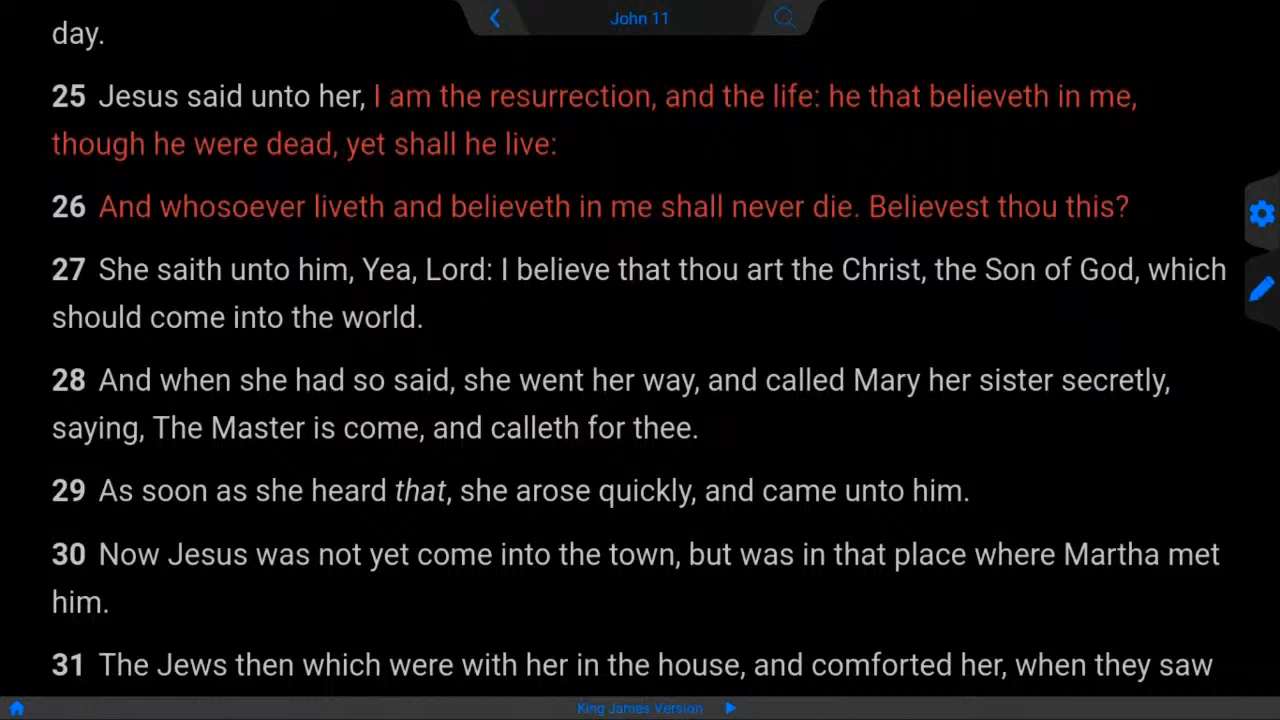 John 11
day.
25 Jesus said unto her, I am the resurrection, and the life: he that believeth in me,
though he were dead, yet shall he live:
26 And whosoever liveth and believeth in me shall never die. Believest thou this?
27 She saith unto him, Yea, Lord: I believe that thou art the Christ, the Son of God, which
should come into the world.
28 And when she had so said, she went her way, and called Mary her sister secretly,
saying, The Master is come, and calleth for thee.
29 As soon as she heard that, she arose quickly, and came unto him.
30 Now Jesus was not yet come into the town, but was in that place where Martha met
him.
31 The Jews then which were with her in the house, and comforted her, when they saw
King James Version